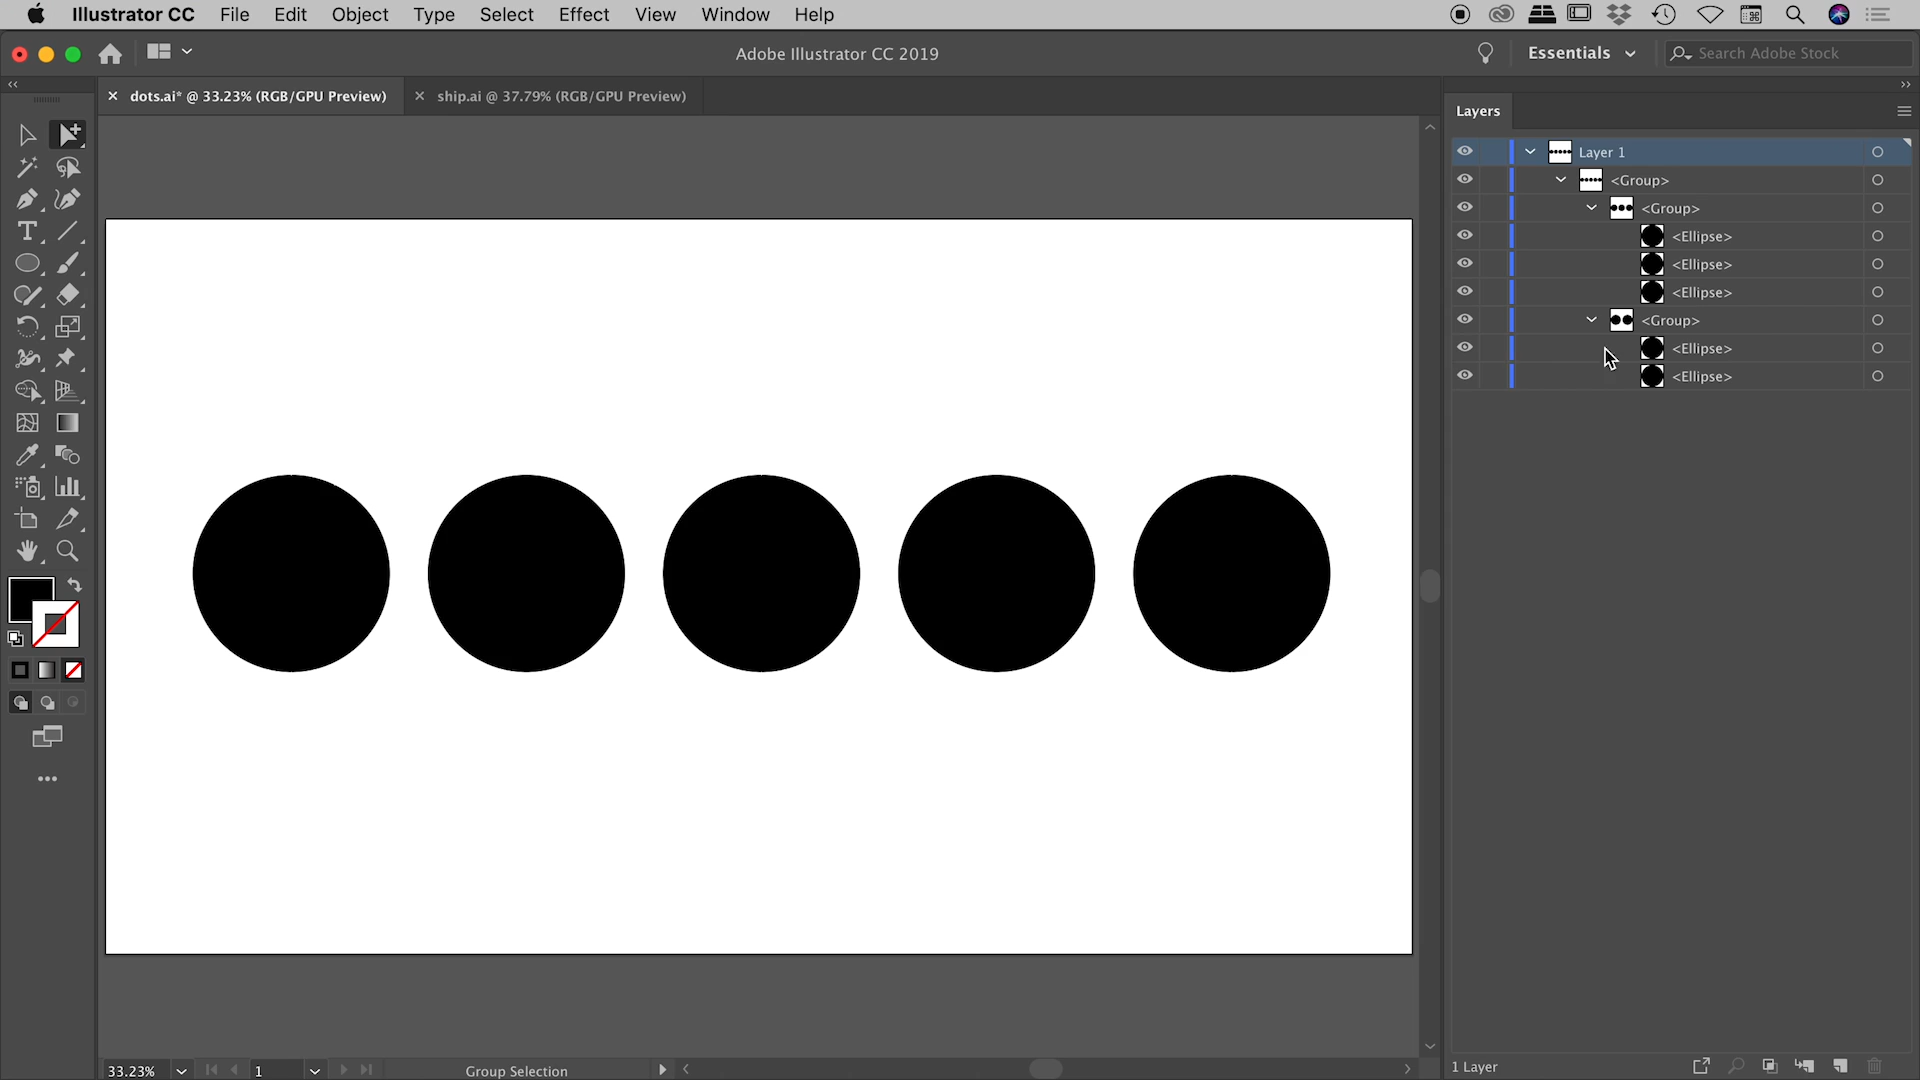 Illustrator CC File Edit Object Type Select Effect View Window Help
Adobe Illustrator CC 2019
Essentials
Search Adobe Stock
dots.ai* @ 33.23% (RGB/GPU Preview)
ship.ai @ 37.79% (RGB/GPU Preview)
Layers
Layer 1
<Group>
<Group>
<Ellipse>
<Ellipse>
<Ellipse>
<Group>
<Ellipse>
<Ellipse>
33.23%
1
Group Selection
1 Layer